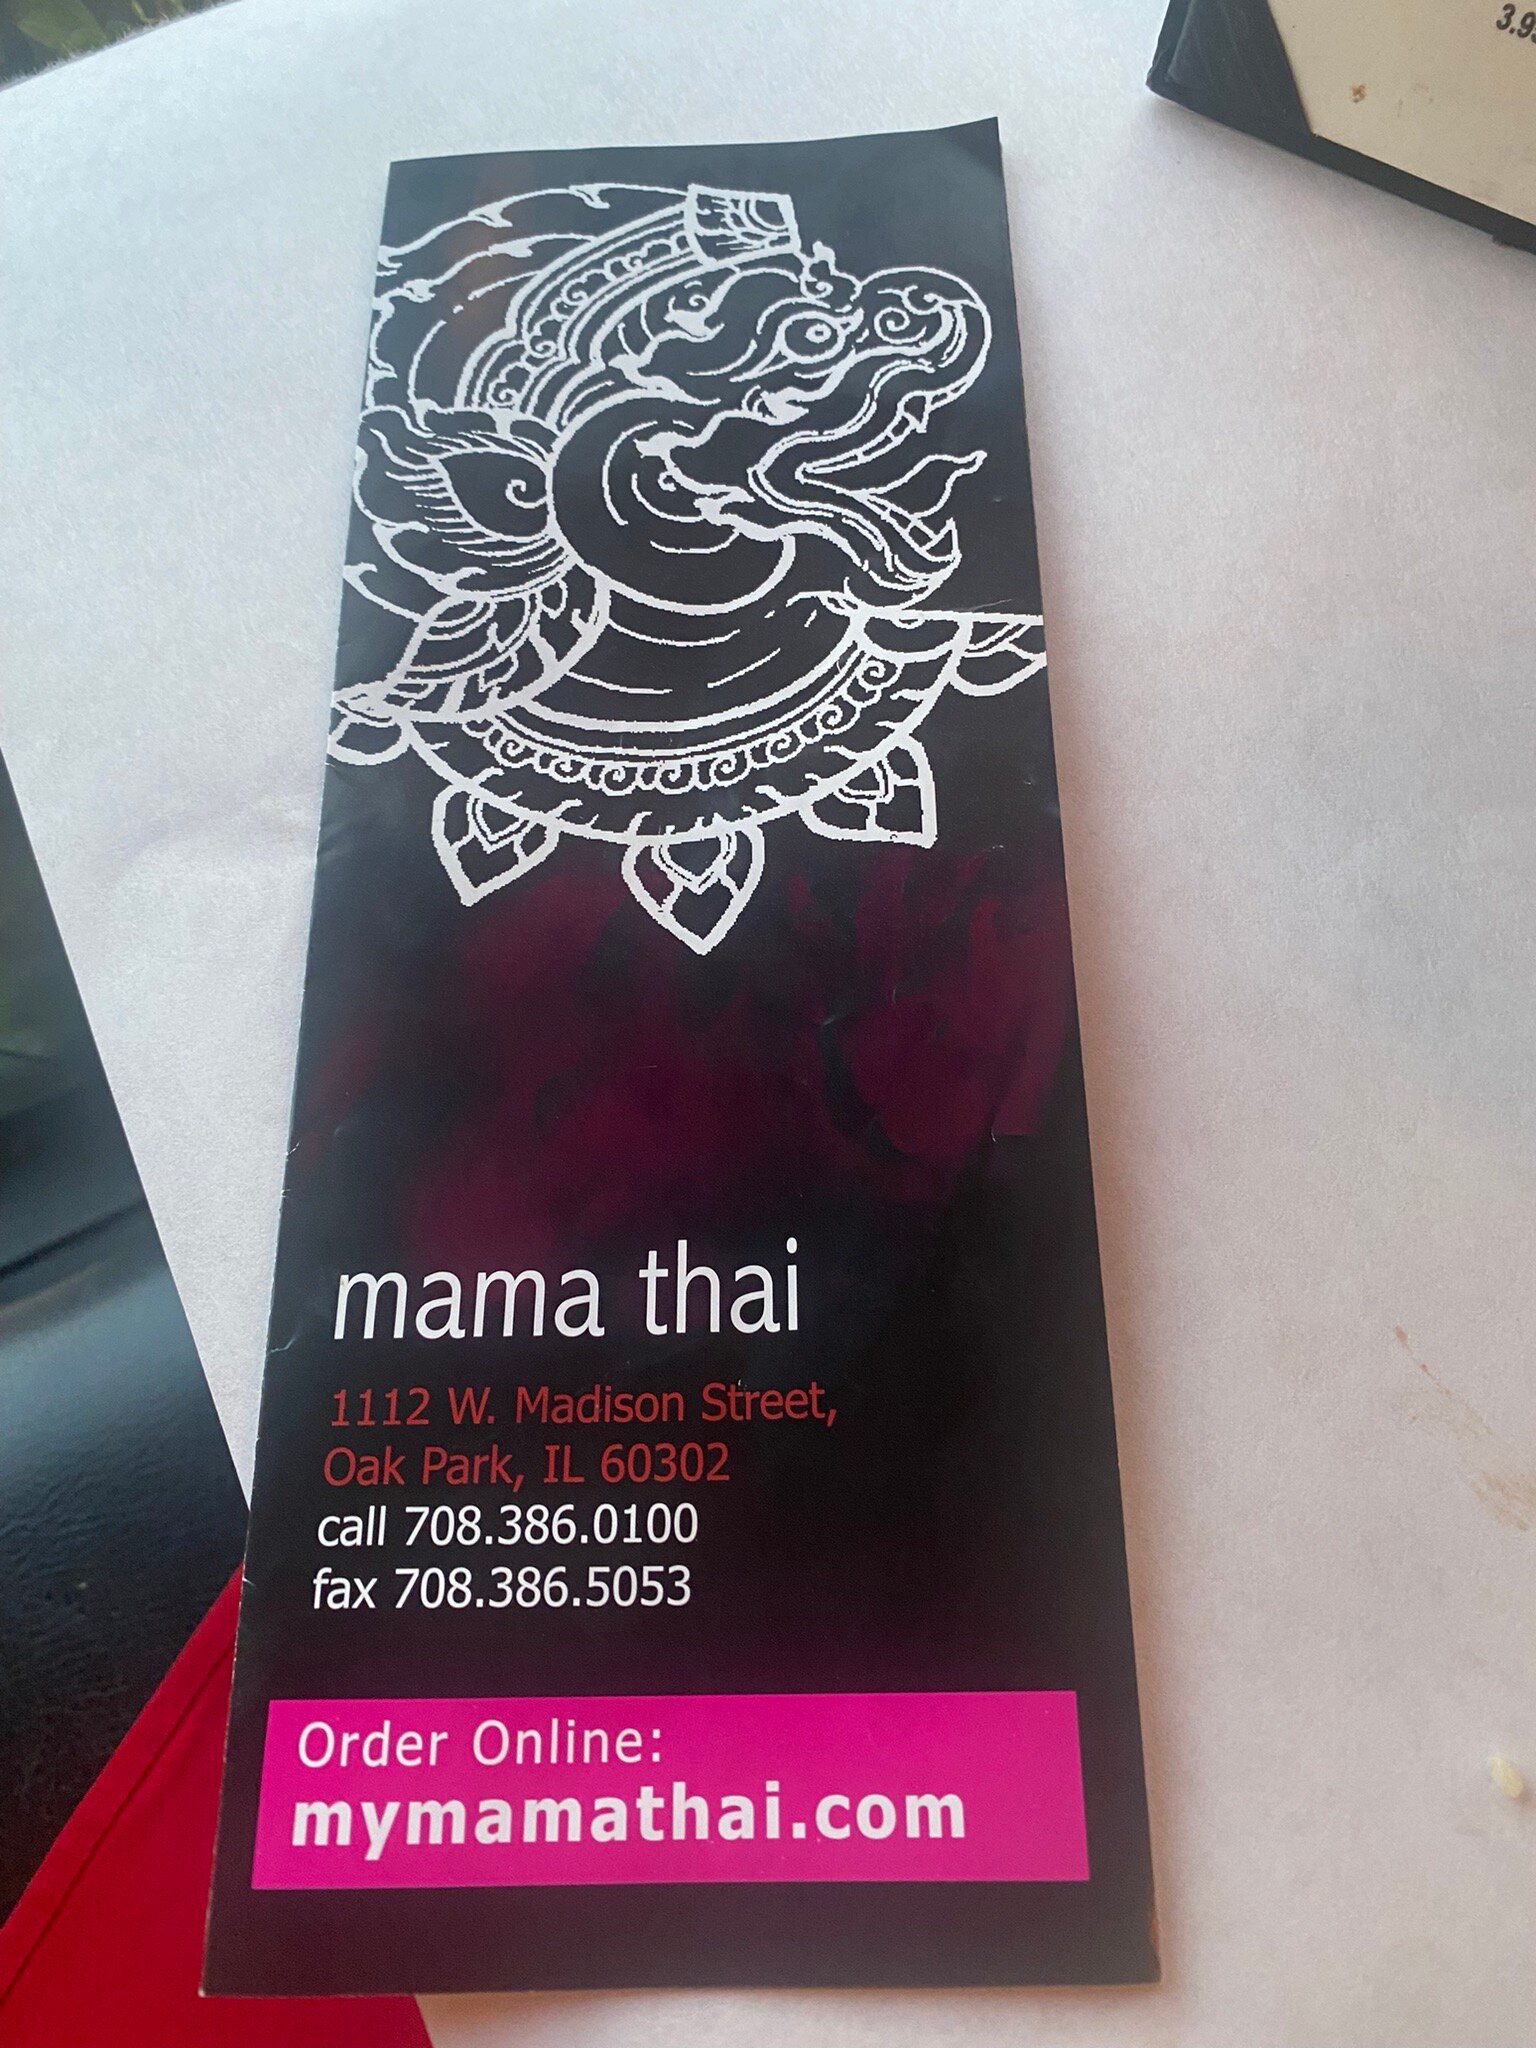 mama thai
1112 W. Madison Street,
Oak Park, IL 60302
call 708.386.0100
fax 708.386.5053
Order Online:
mymamathai.com